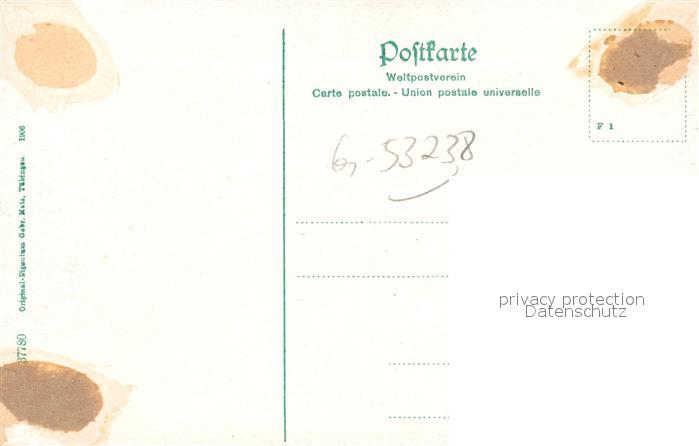 Postkarte
Weltpostverein
Carte postale. - Union postale universelle
F 1
6,-53238
privacy protection
Datenschutz
37780 Original-Eigentum Gebr. Metz, Tübingen. 1906